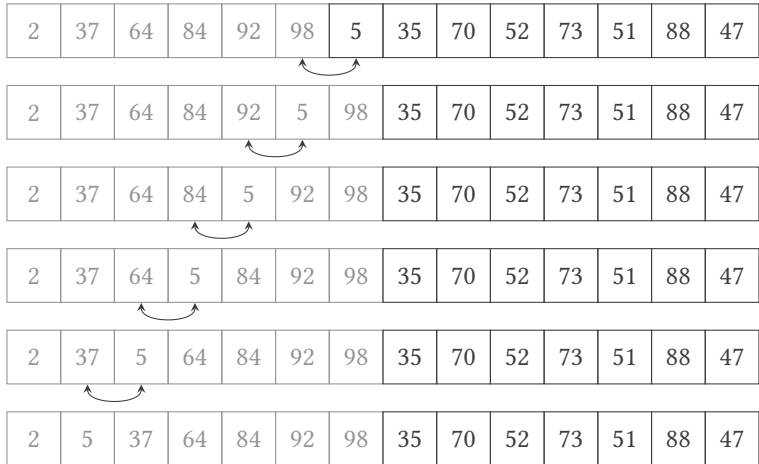 2 37 64 84 92 98 5 35 70 52 73 51 88 47
2 37 64 84 92 5 98 35 70 52 73 51 88 47
2 37 64 84 5 92 98 35 70 52 73 51 88 47
2 37 64 5 84 92 98 35 70 52 73 51 88 47
2 37 5 64 84 92 98 35 70 52 73 51 88 47
2 5 37 64 84 92 98 35 70 52 73 51 88 47